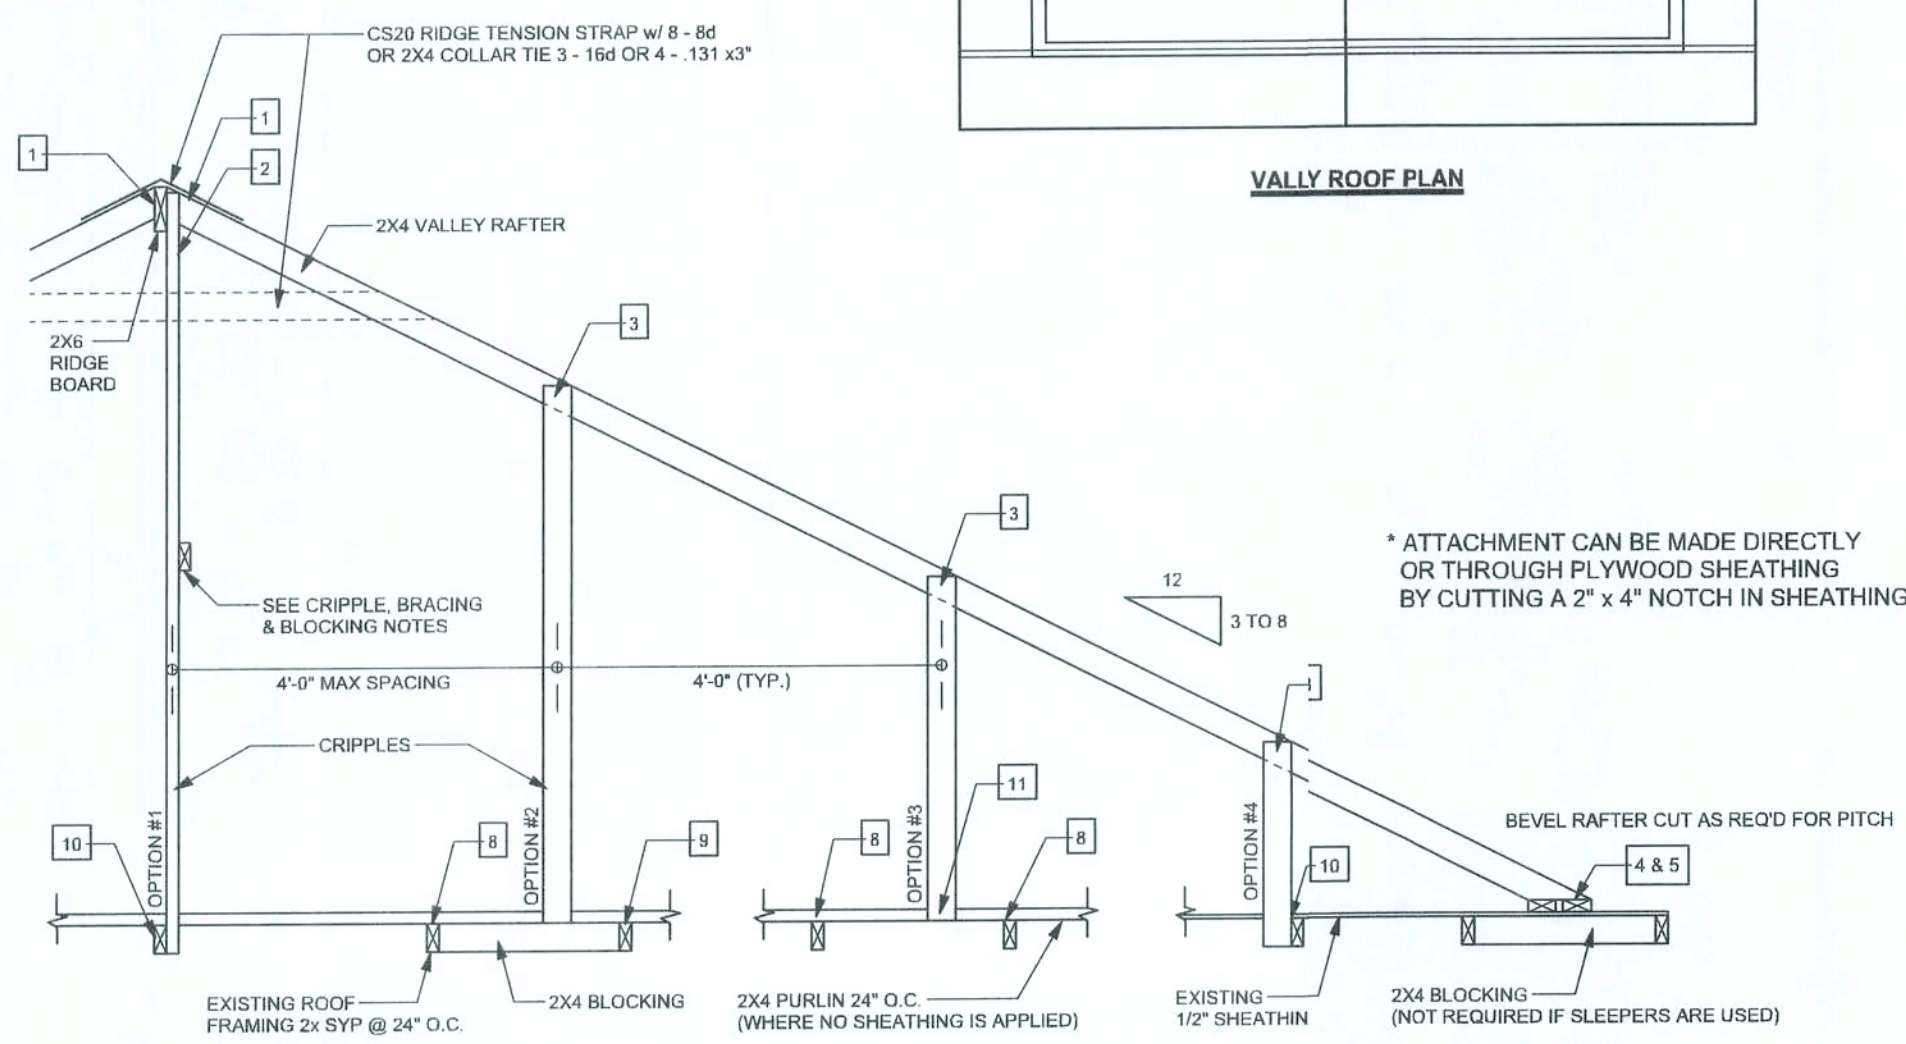 CS20 RIDGE TENSION STRAP w/ 8 - 8d
OR 2X4 COLLAR TIE 3 - 16d OR 4 - .131 x3"
1
1
2
VALLY ROOF PLAN
2X4 VALLEY RAFTER
3
2X6
RIDGE
BOARD
3
* ATTACHMENT CAN BE MADE DIRECTLY
OR THROUGH PLYWOOD SHEATHING
BY CUTTING A 2" x 4" NOTCH IN SHEATHING
12
3 TO 8
SEE CRIPPLE, BRACING
& BLOCKING NOTES
4'-0" MAX SPACING
4'-0" (TYP.)
CRIPPLES
OPTION #1
OPTION #2
OPTION #3
OPTION #4
11
BEVEL RAFTER CUT AS REQ'D FOR PITCH
10
8
9
8
8
10
4 & 5
EXISTING ROOF
FRAMING 2x SYP @ 24" O.C.
2X4 BLOCKING
2X4 PURLIN 24" O.C.
(WHERE NO SHEATHING IS APPLIED)
EXISTING
1/2" SHEATHIN
2X4 BLOCKING
(NOT REQUIRED IF SLEEPERS ARE USED)